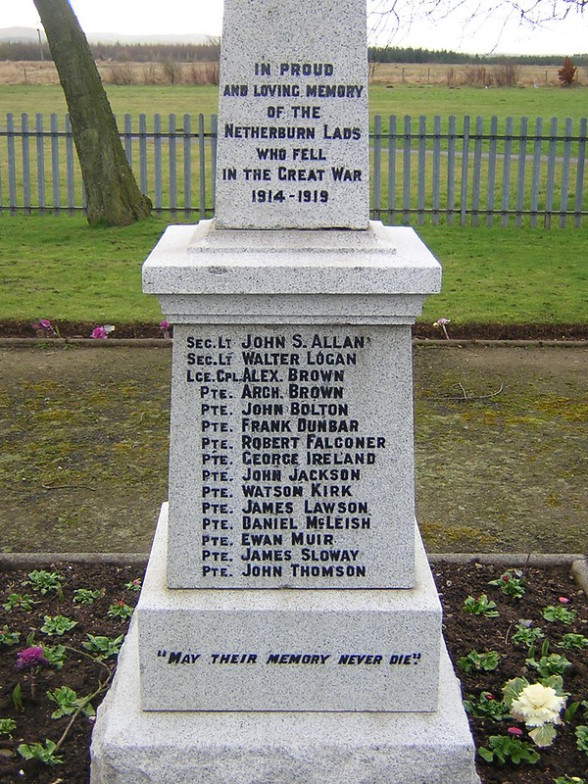 IN PROUD
AND LOVING MEMORY
OF THE
NETHERBURN LADS
WHO FELL
IN THE GREAT WAR
1914-1919
SEC. LT JOHN S. ALLAN
SEC. LT WALTER LOGAN
LCE. CPL. ALEX. BROWN
PTE. ARCH. BROWN
PTE. JOHN BOLTON
PTE. FRANK DUNBAR
PTE. ROBERT FALCONER
PTE. GEORGE IRELAND
PTE. JOHN JACKSON
PTE. WATSON KIRK
PTE. JAMES LAWSON
PTE. DANIEL MCLEISH
PTE. EWAN MUIR
PTE. JAMES SLOWAY
PTE. JOHN THOMSON
"MAY THEIR MEMORY NEVER DIE".